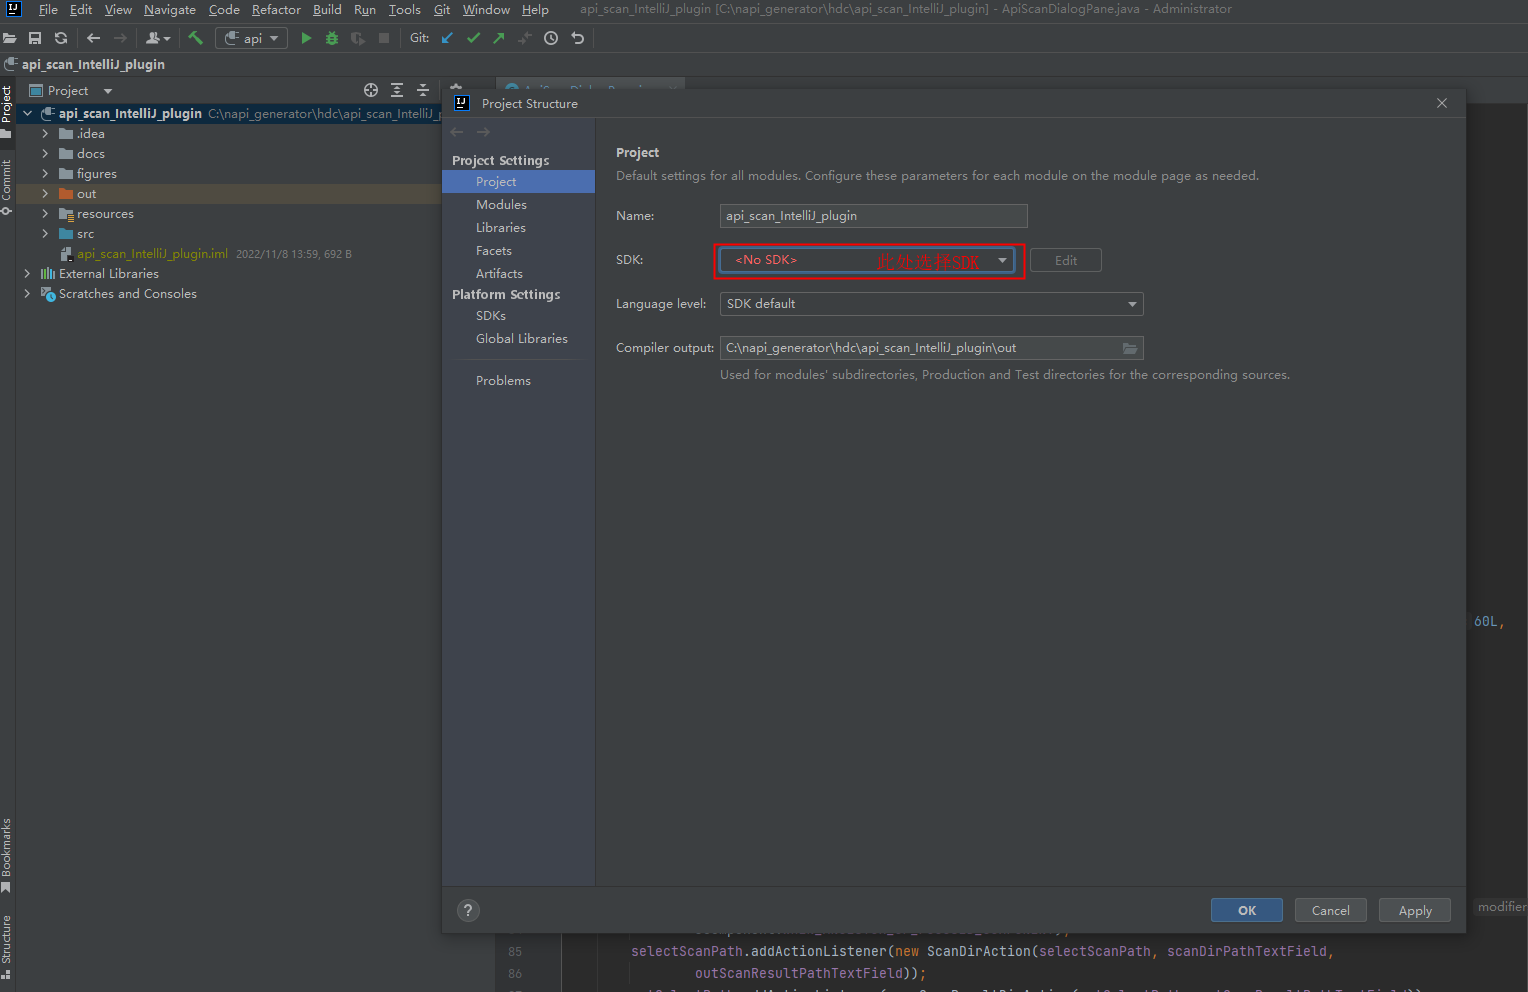 File Edit View Navigate Code Refactor Build Run Tools Git Window Help api_scan_IntelliJ_plugin [C:\napi_generator\hdc\api_scan_IntelliJ_plugin] - ApiScanDialogPane.java - Administrator
api Git:
api_scan_IntelliJ_plugin
Project
Project
Commit
Bookmarks
Structure
api_scan_IntelliJ_plugin C:\napi_generator\hdc\api_scan_IntelliJ_p
.idea
docs
figures
out
resources
src
api_scan_IntelliJ_plugin.iml 2022/11/8 13:59, 692 B
External Libraries
Scratches and Consoles
Project Structure
Project Settings
Project
Modules
Libraries
Facets
Artifacts
Platform Settings
SDKs
Global Libraries
Problems
Project
Default settings for all modules. Configure these parameters for each module on the module page as needed.
Name: api_scan_IntelliJ_plugin
SDK: <No SDK> 此处选择SDK Edit
Language level: SDK default
Compiler output: C:\napi_generator\hdc\api_scan_IntelliJ_plugin\out
Used for modules' subdirectories, Production and Test directories for the corresponding sources.
60L,
? OK Cancel Apply
modifier
85 selectScanPath.addActionListener(new ScanDirAction(selectScanPath, scanDirPathTextField,
86 outScanResultPathTextField));